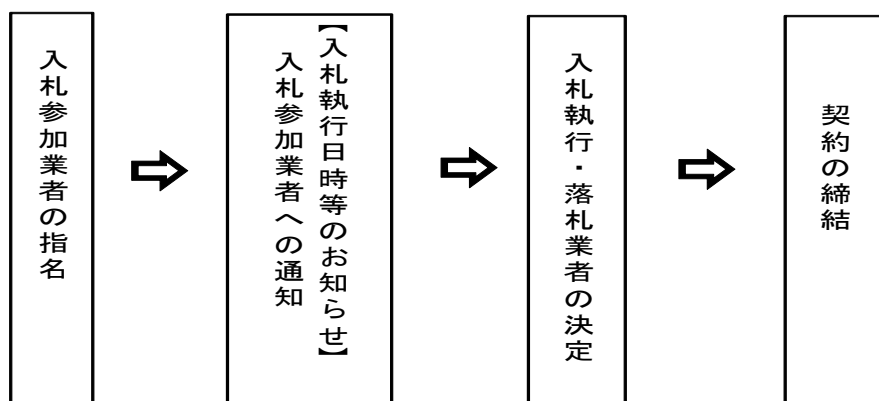 入札参加業者の指名
【入札執行日時等のお知らせ】
入札参加業者への通知
入札執行・落札業者の決定
契約の締結